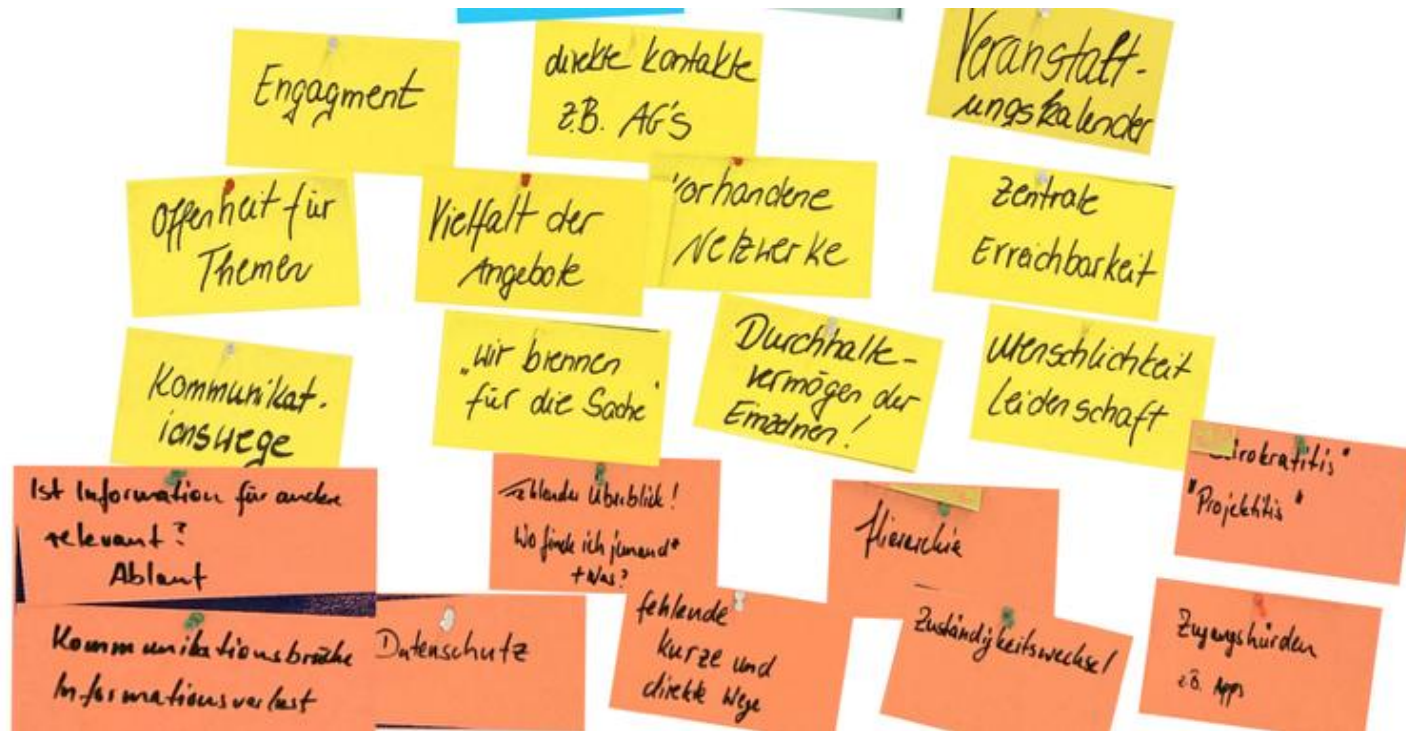 Engagment
direkte Kontakte
z.B. AG's
Veranstalt-
ungskalender
Offenheit für
Themen
Vielfalt der
Angebote
Vorhandene
Netzwerke
Zentrale
Erreichbarkeit
Kommunikat-
ionswege
"Wir brennen
für die Sache"
Durchhalte-
vermögen der
Einzelnen!
Menschlichkeit
Leidenschaft
Ist Information für andere
relevant?
Ablauf
fehlender Überblick!
Wo finde ich jemand*
+ Was?
Hierarchie
"Projektitis"
Kommunikationsbrüche
Informationsverlust
Datenschutz
fehlende
kurze und
direkte Wege
Zuständigkeitswechsel
Zugangshürden
z.B. Apps